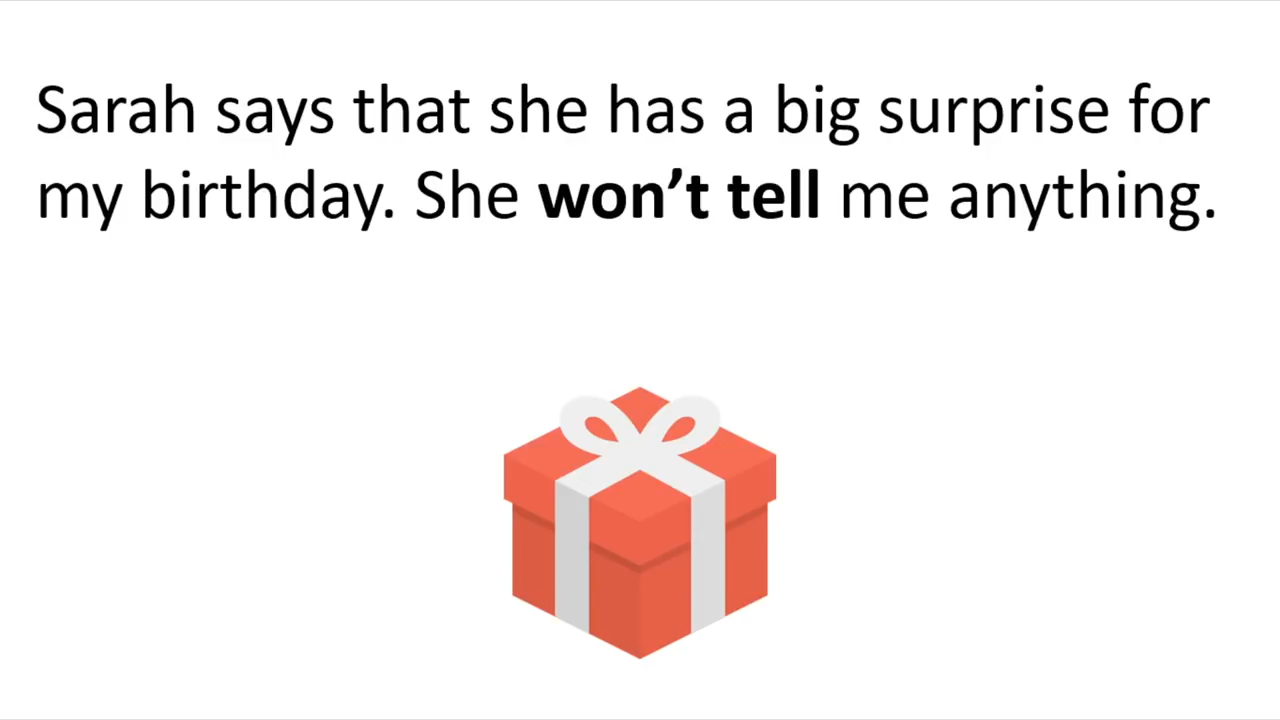 Sarah says that she has a big surprise for
my birthday. She won’t tell me anything.